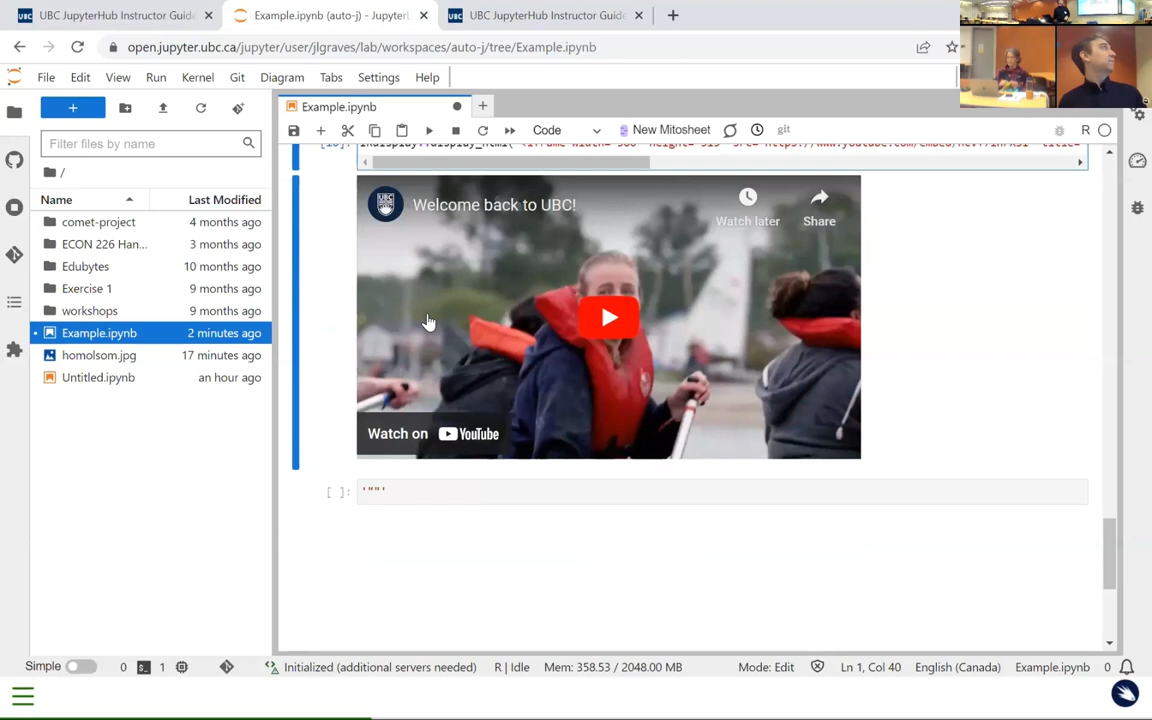 UBC JupyterHub Instructor Guide
Example.ipynb (auto-j) - Jupyterl
UBC JupyterHub Instructor Guide
open.jupyter.ubc.ca/jupyter/user/jlgraves/lab/workspaces/auto-j/tree/Example.ipynb
File Edit View Run Kernel Git Diagram Tabs Settings Help
Example.ipynb
Code New Mitosheet git R
Filter files by name
/
Name Last Modified
comet-project 4 months ago
ECON 226 Han... 3 months ago
Edubytes 10 months ago
Exercise 1 9 months ago
workshops 9 months ago
Example.ipynb 2 minutes ago
homolsom.jpg 17 minutes ago
Untitled.ipynb an hour ago
UBC
Welcome back to UBC!
Watch later Share
Watch on YouTube
[ ]: '""'
Simple 0 $_ 1 Initialized (additional servers needed) R | Idle Mem: 358.53 / 2048.00 MB Mode: Edit Ln 1, Col 40 English (Canada) Example.ipynb 0